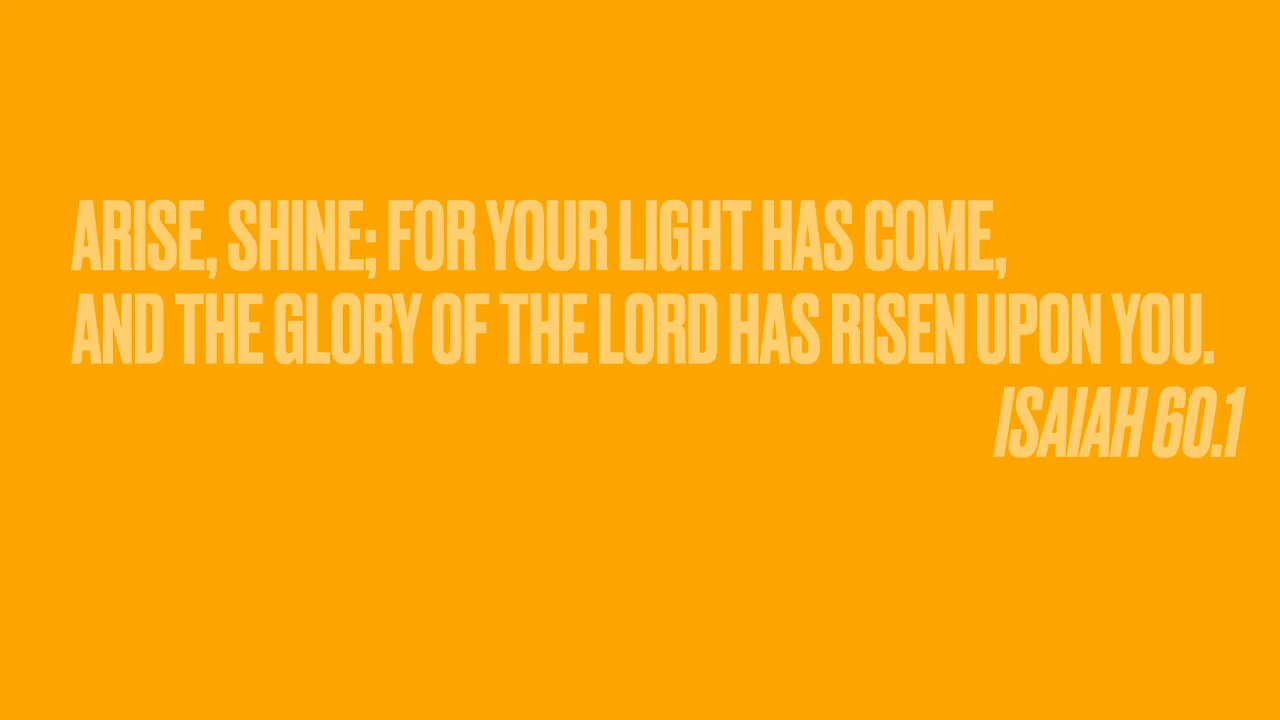 ARISE, SHINE; FOR YOUR LIGHT HAS COME,
AND THE GLORY OF THE LORD HAS RISEN UPON YOU.
ISAIAH 60.1